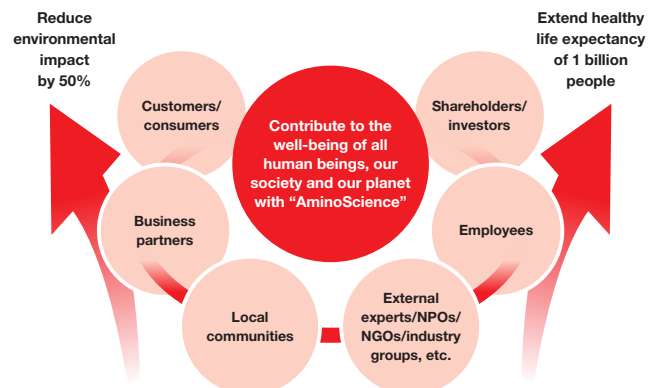 Reduce
environmental
impact
by 50%
Extend healthy
life expectancy
of 1 billion
people
Customers/
consumers
Contribute to the
well-being of all
human beings, our
society and our planet
with “AminoScience”
Shareholders/
investors
Business
partners
Employees
Local
communities
External
experts/NPOs/
NGOs/industry
groups, etc.